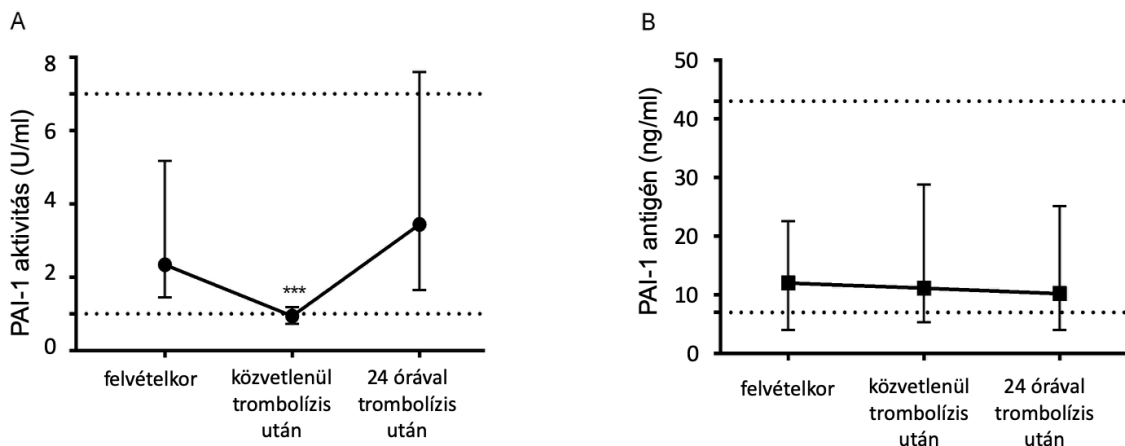 A
PAI-1 aktivitás (U/ml)
8
6
4
2
0
***
felvételkor
közvetlenül
trombolízis
után
24 órával
trombolízis
után
B
PAI-1 antigén (ng/ml)
50
40
30
20
10
0
felvételkor
közvetlenül
trombolízis
után
24 órával
trombolízis
után